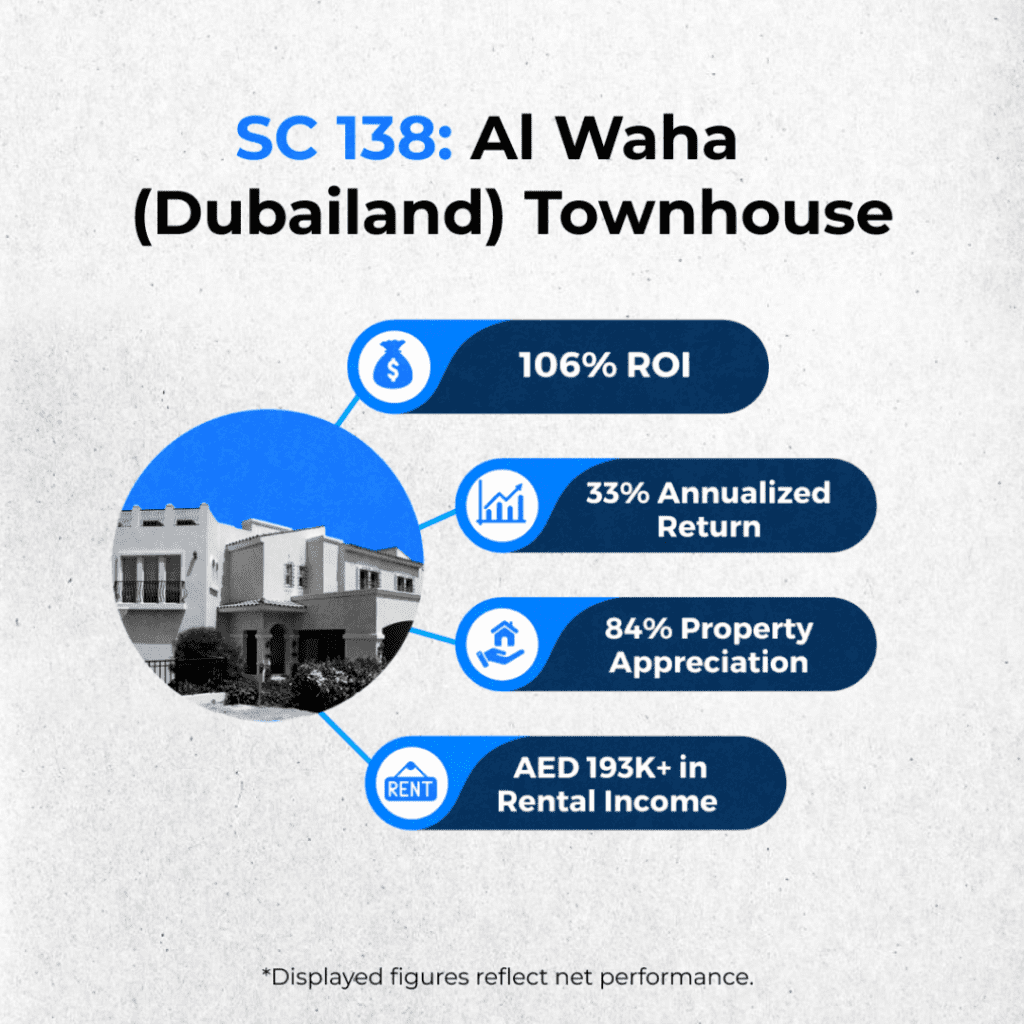 SC 138: Al Waha
(Dubailand) Townhouse
$
106% ROI
33% Annualized
Return
84% Property
Appreciation
RENT
AED 193K+ in
Rental Income
*Displayed figures reflect net performance.